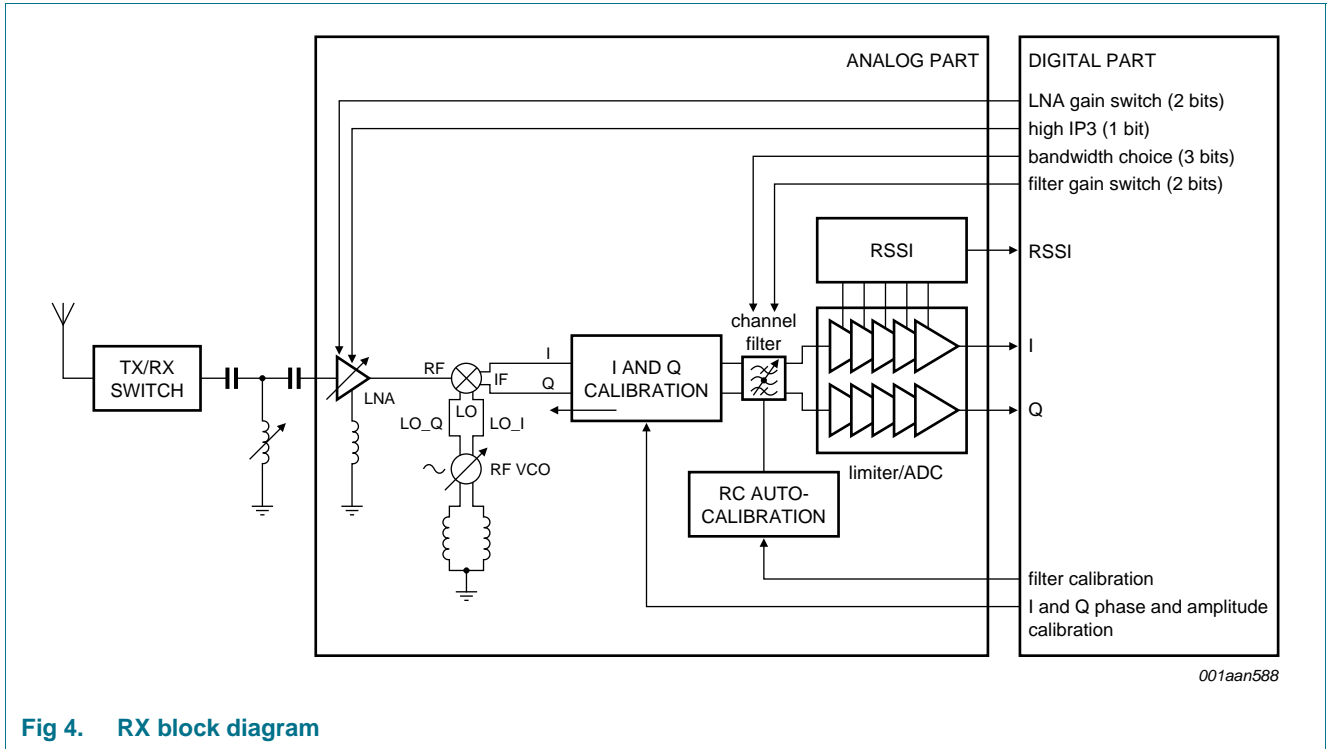 ANALOG PART
DIGITAL PART
LNA gain switch (2 bits)
high IP3 (1 bit)
bandwidth choice (3 bits)
filter gain switch (2 bits)
RSSI
RSSI
channel
filter
TX/RX
SWITCH
LNA
RF
I
IF
Q
LO
LO_Q
LO_I
RF VCO
I AND Q
CALIBRATION
I
Q
limiter/ADC
RC AUTO-
CALIBRATION
filter calibration
I and Q phase and amplitude
calibration
001aan588
Fig 4. RX block diagram